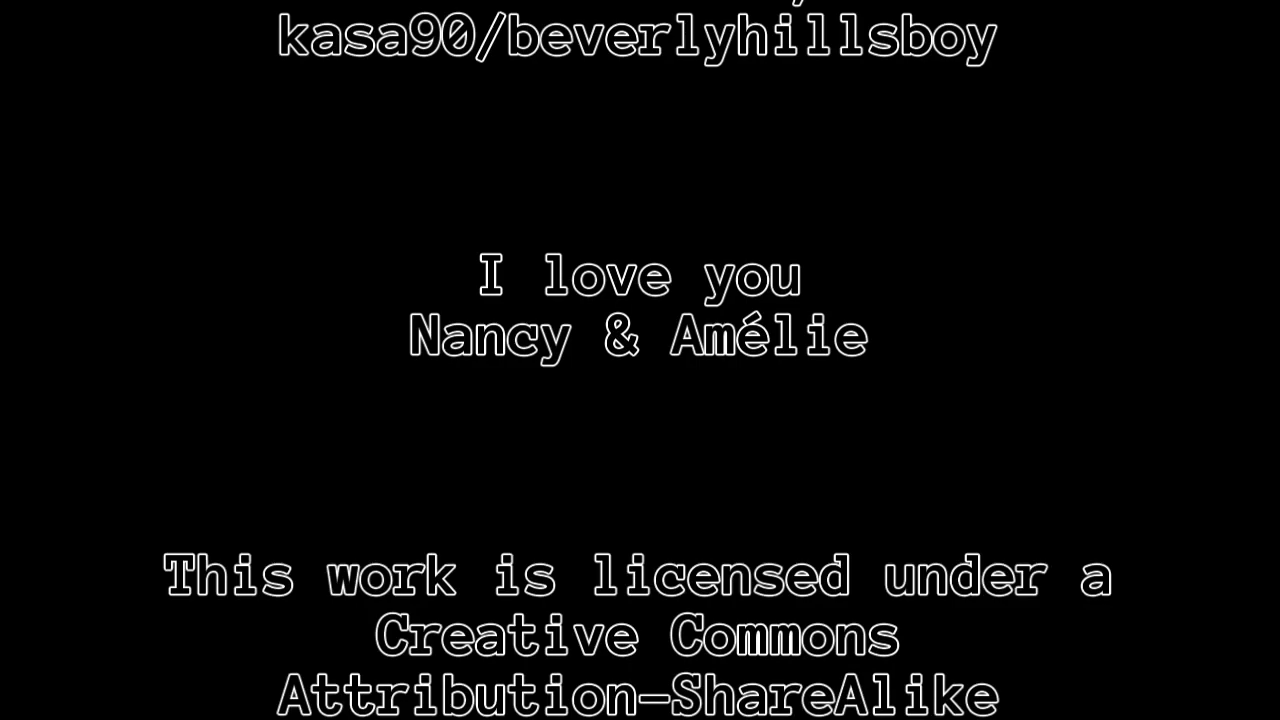 kasa90/beverlyhillsboy
I love you
Nancy & Amélie
This work is licensed under a
Creative Commons
Attribution-ShareAlike